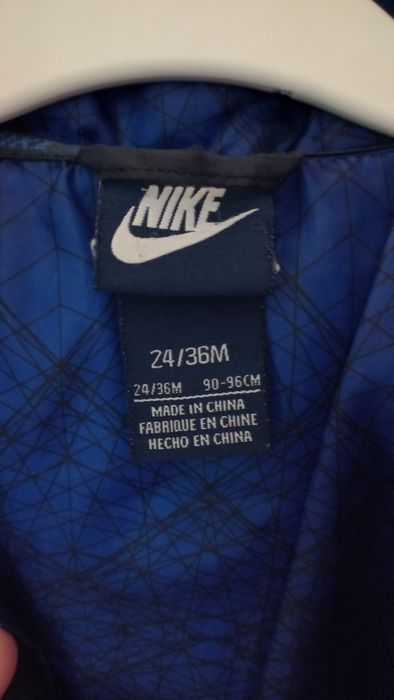 NIKE
24/36M
24/36M 90-96CM
MADE IN CHINA
FABRIQUE EN CHINE
HECHO EN CHINA